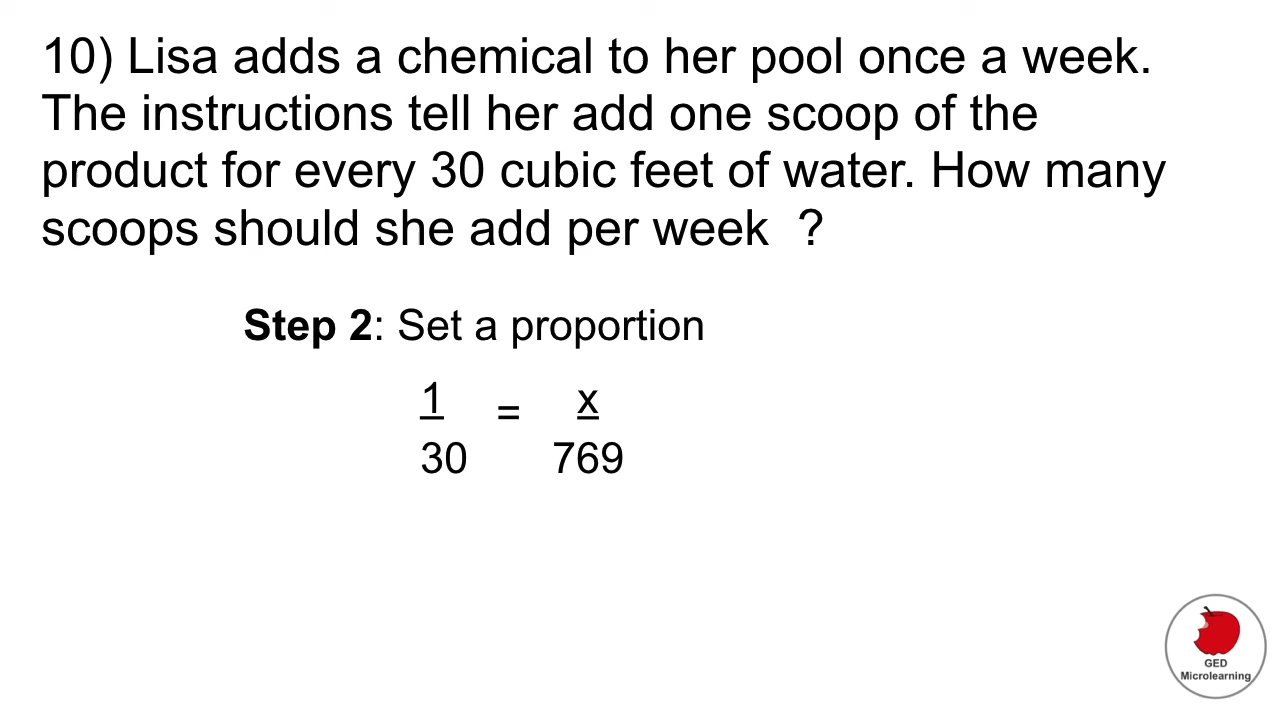 10) Lisa adds a chemical to her pool once a week.
The instructions tell her add one scoop of the
product for every 30 cubic feet of water. How many
scoops should she add per week ?
Step 2: Set a proportion
1 = x
30 769
GED
Microlearning